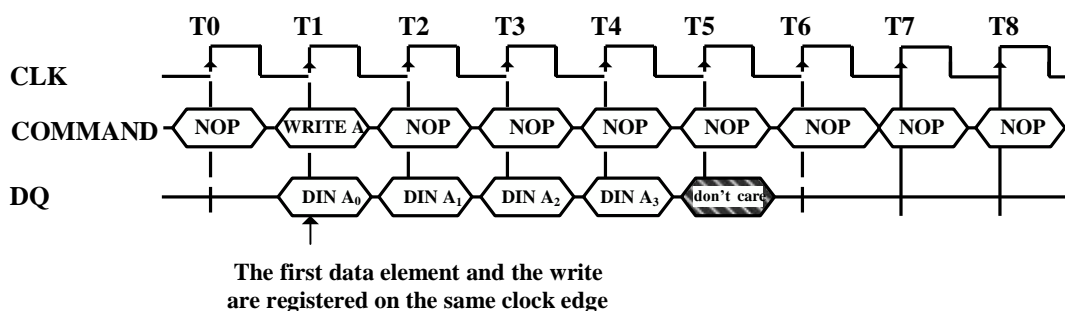 T0 T1 T2 T3 T4 T5 T6 T7 T8
CLK
COMMAND NOP WRITE A NOP NOP NOP NOP NOP NOP NOP
DQ DIN A₀ DIN A₁ DIN A₂ DIN A₃ don't care
The first data element and the write
are registered on the same clock edge